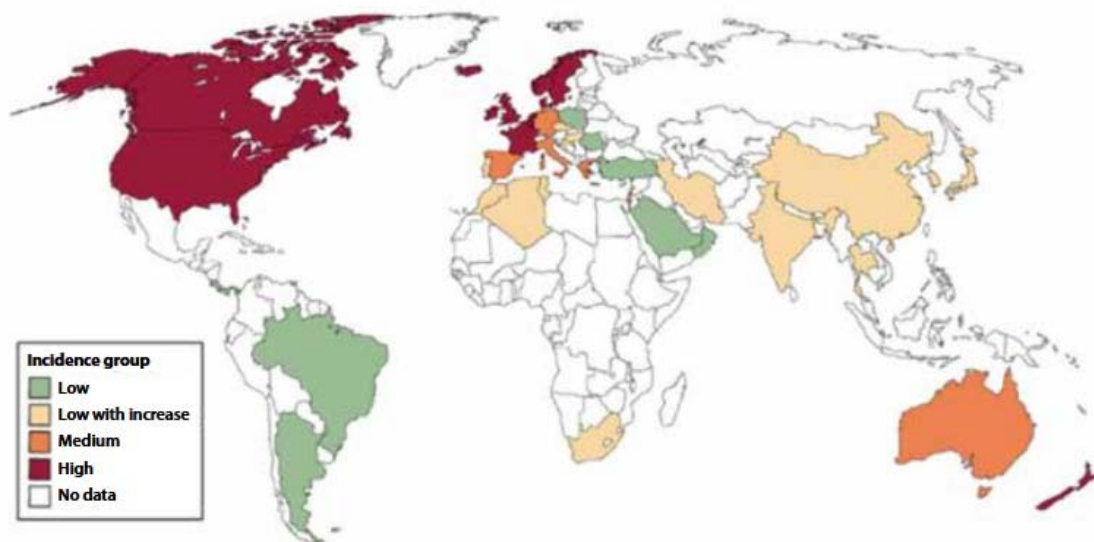 Incidence group
Low
Low with increase
Medium
High
No data